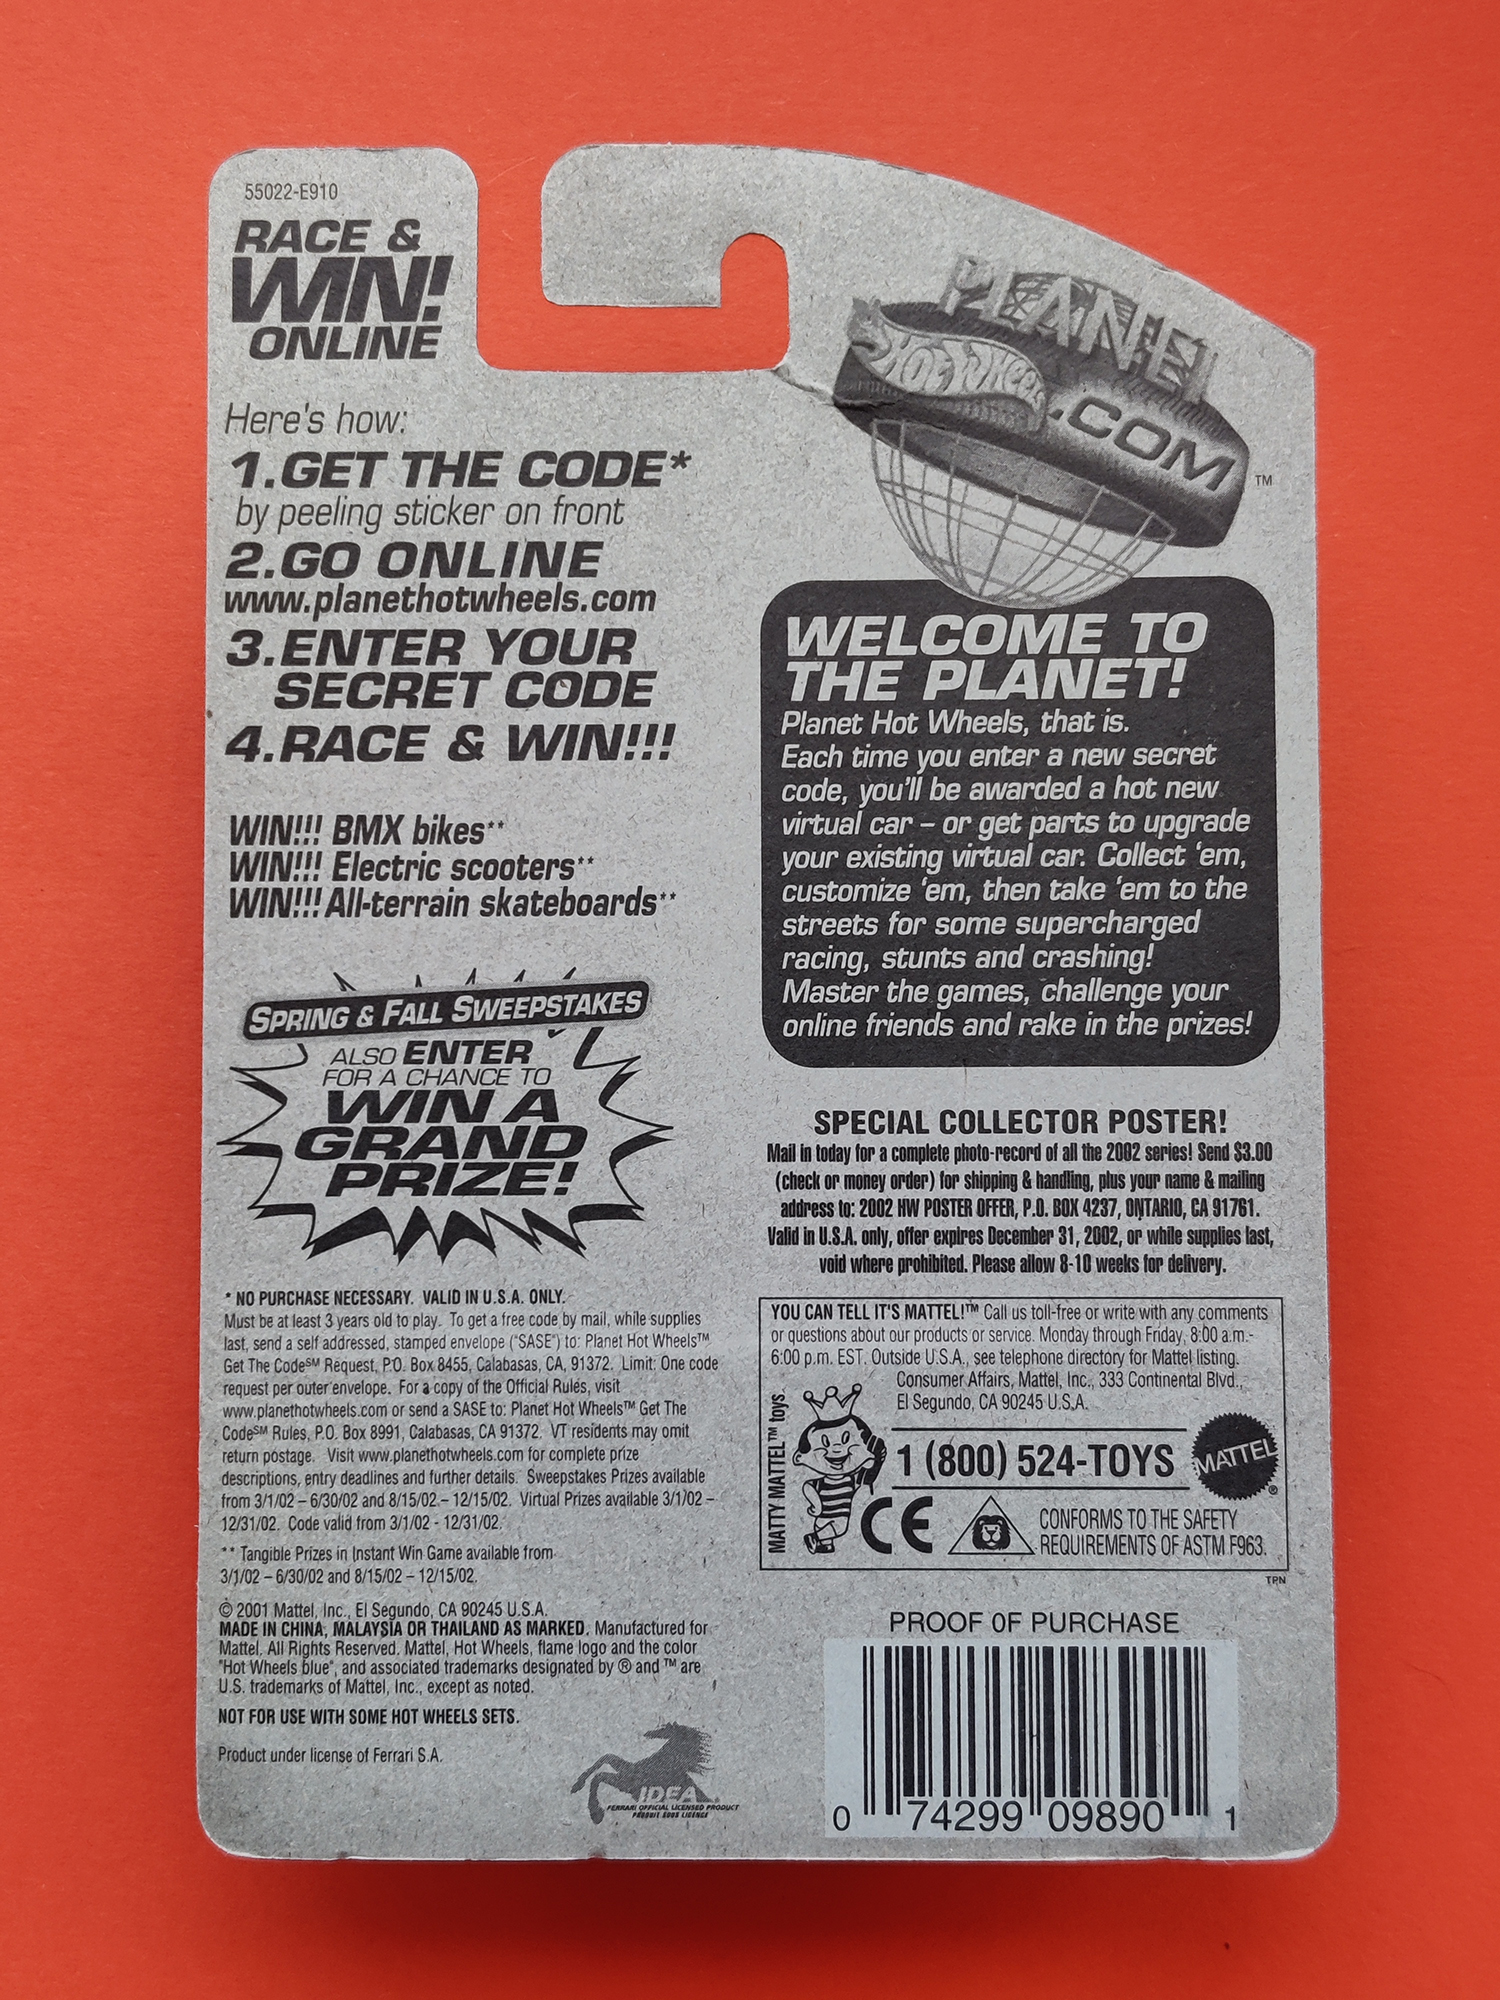 55022-E910
RACE &
WIN!
ONLINE
Here's how:
1.GET THE CODE*
by peeling sticker on front
2.GO ONLINE
www.planethotwheels.com
3.ENTER YOUR
SECRET CODE
4.RACE & WIN!!!
WIN!!! BMX bikes**
WIN!!! Electric scooters**
WIN!!! All-terrain skateboards**
SPRING & FALL SWEEPSTAKES
ALSO ENTER
FOR A CHANCE TO
WIN A
GRAND
PRIZE!
* NO PURCHASE NECESSARY. VALID IN U.S.A. ONLY.
Must be at least 3 years old to play. To get a free code by mail, while supplies
last, send a self addressed, stamped envelope ("SASE") to: Planet Hot Wheels™
Get The Code℠ Request, P.O. Box 8455, Calabasas, CA, 91372. Limit: One code
request per outer envelope. For a copy of the Official Rules, visit
www.planethotwheels.com or send a SASE to: Planet Hot Wheels™ Get The
Code℠ Rules, P.O. Box 8991, Calabasas, CA 91372. VT residents may omit
return postage. Visit www.planethotwheels.com for complete prize
descriptions, entry deadlines and further details. Sweepstakes Prizes available
from 3/1/02 – 6/30/02 and 8/15/02 – 12/15/02. Virtual Prizes available 3/1/02 –
12/31/02. Code valid from 3/1/02 - 12/31/02.
** Tangible Prizes in Instant Win Game available from
3/1/02 – 6/30/02 and 8/15/02 – 12/15/02.
© 2001 Mattel, Inc., El Segundo, CA 90245 U.S.A.
MADE IN CHINA, MALAYSIA OR THAILAND AS MARKED. Manufactured for
Mattel. All Rights Reserved. Mattel, Hot Wheels, flame logo and the color
"Hot Wheels blue", and associated trademarks designated by ® and ™ are
U.S. trademarks of Mattel, Inc., except as noted.
NOT FOR USE WITH SOME HOT WHEELS SETS.
Product under license of Ferrari S.A.
IDEA
FERRARI OFFICIAL LICENSED PRODUCT
PRODUIT SOUS LICENCE
PLANET
HOT WHEELS
.COM
™
WELCOME TO
THE PLANET!
Planet Hot Wheels, that is.
Each time you enter a new secret
code, you'll be awarded a hot new
virtual car – or get parts to upgrade
your existing virtual car. Collect 'em,
customize 'em, then take 'em to the
streets for some supercharged
racing, stunts and crashing!
Master the games, challenge your
online friends and rake in the prizes!
SPECIAL COLLECTOR POSTER!
Mail in today for a complete photo-record of all the 2002 series! Send $3.00
(check or money order) for shipping & handling, plus your name & mailing
address to: 2002 HW POSTER OFFER, P.O. BOX 4237, ONTARIO, CA 91761.
Valid in U.S.A. only, offer expires December 31, 2002, or while supplies last,
void where prohibited. Please allow 8-10 weeks for delivery.
YOU CAN TELL IT'S MATTEL!™ Call us toll-free or write with any comments
or questions about our products or service. Monday through Friday, 8:00 a.m.-
6:00 p.m. EST. Outside U.S.A., see telephone directory for Mattel listing.
Consumer Affairs, Mattel, Inc., 333 Continental Blvd.,
El Segundo, CA 90245 U.S.A.
MATTY MATTEL™ toys.
1 (800) 524-TOYS
MATTEL
®
CE
CONFORMS TO THE SAFETY
REQUIREMENTS OF ASTM F963.
TPN
PROOF OF PURCHASE
0 74299 09890 1